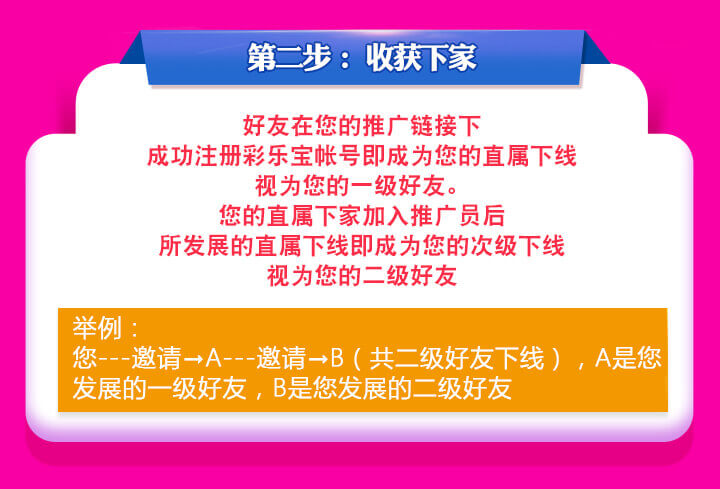 第二步：收获下家
好友在您的推广链接下
成功注册彩乐宝帐号即成为您的直属下线
视为您的一级好友。
您的直属下家加入推广员后
所发展的直属下线即成为您的次级下线
视为您的二级好友
举例：
您---邀请→A---邀请→B（共二级好友下线），A是您
发展的一级好友，B是您发展的二级好友